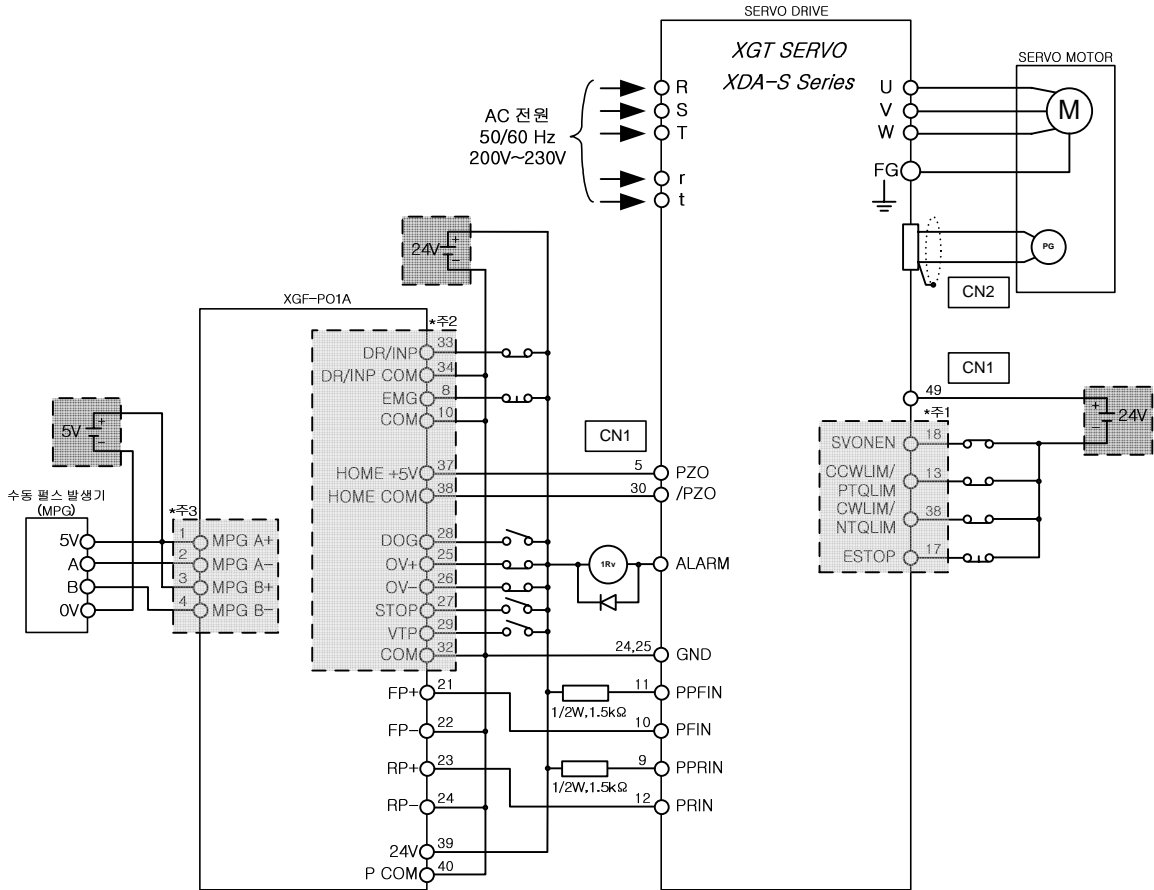 SERVO DRIVE
XGT SERVO
XDA-S Series
SERVO MOTOR
AC 전원
50/60 Hz
200V~230V
R
S
T
r
t
U
V
W
FG
M
PG
CN2
CN1
49
*주1
24V
+
-
SVONEN 18
CCWLIM/
PTQLIM 13
CWLIM/
NTQLIM 38
ESTOP 17
24V
+
-
XGF-PO1A
*주2
DR/INP 33
DR/INP COM 34
EMG 8
COM 10
HOME +5V 37
HOME COM 38
DOG 28
OV+ 25
OV- 26
STOP 27
VTP 29
COM 32
FP+ 21
FP- 22
RP+ 23
RP- 24
24V 39
P COM 40
5V
+
-
수동 펄스 발생기
(MPG)
5V
A
B
0V
*주3
1 MPG A+
2 MPG A-
3 MPG B+
4 MPG B-
CN1
5 PZO
30 /PZO
1Rv
ALARM
24,25 GND
11 PPFIN
1/2W,1.5kΩ
10 PFIN
9 PPRIN
1/2W,1.5kΩ
12 PRIN